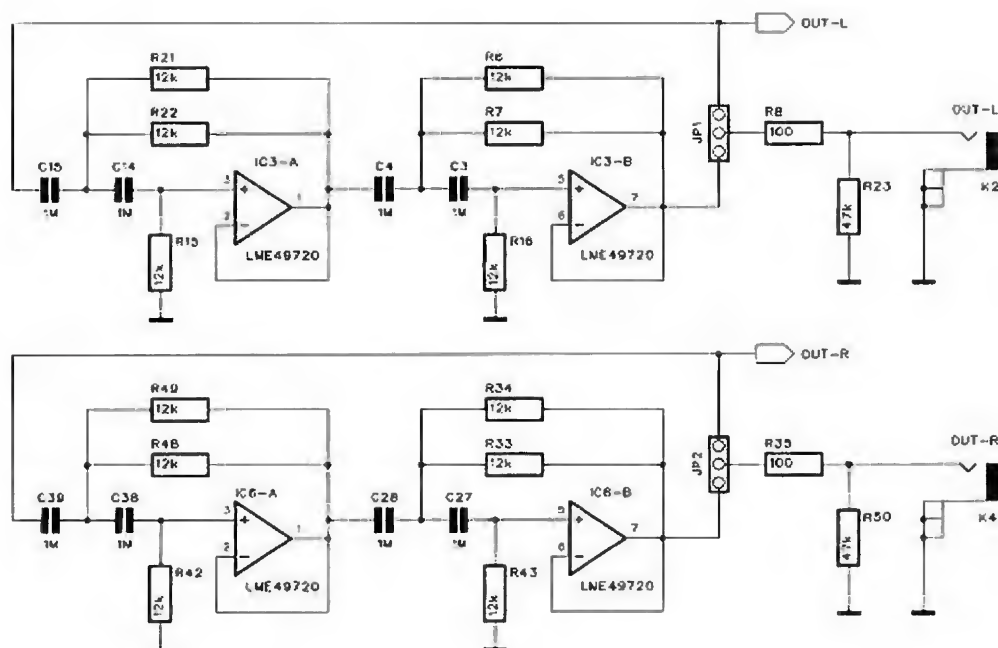 OUT-L
R21
12k
R6
12k
R22
12k
R7
12k
JP1
R8
100
OUT-L
C15
1M
C14
1M
IC3-A
3
2
1
LME49720
C4
1M
C3
1M
IC3-B
5
6
7
LME49720
R15
12k
R16
12k
R23
47k
K2
OUT-R
R49
12k
R34
12k
R48
12k
R33
12k
JP2
R35
100
OUT-R
C39
1M
C38
1M
IC6-A
3
2
1
LME49720
C28
1M
C27
1M
IC6-B
5
6
7
LME49720
R42
12k
R43
12k
R50
47k
K4